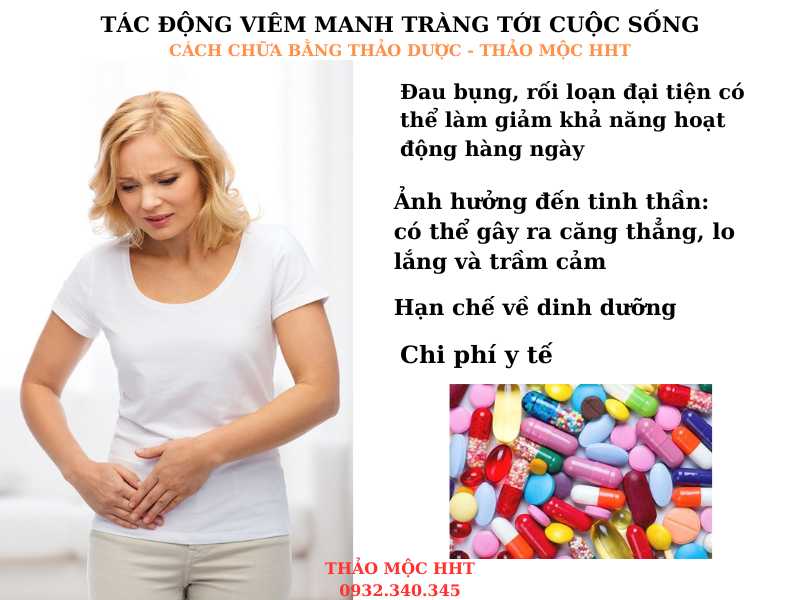 TÁC ĐỘNG VIÊM MANH TRÀNG TỚI CUỘC SỐNG
CÁCH CHỮA BẰNG THẢO DƯỢC - THẢO MỘC HHT
Đau bụng, rối loạn đại tiện có
thể làm giảm khả năng hoạt
động hàng ngày
Ảnh hưởng đến tinh thần:
có thể gây ra căng thẳng, lo
lắng và trầm cảm
Hạn chế về dinh dưỡng
Chi phí y tế
THẢO MỘC HHT
0932.340.345